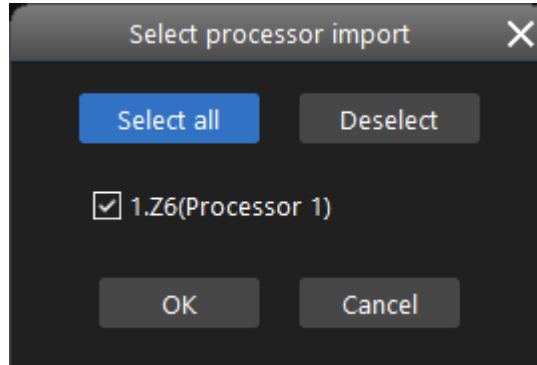 Select processor import
Select all
Deselect
1.Z6(Processor 1)
OK
Cancel